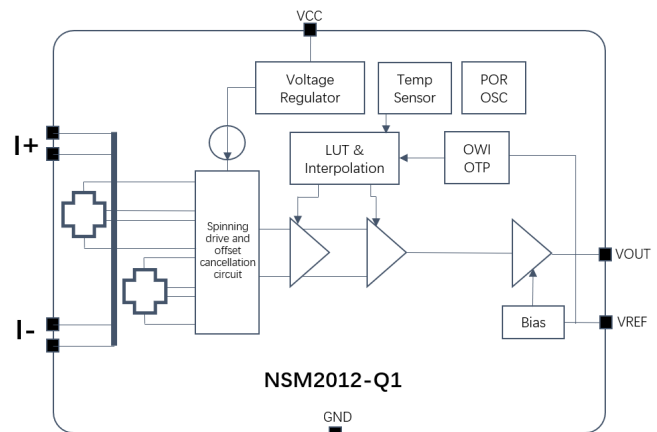 VCC
Voltage
Regulator
Temp
Sensor
POR
OSC
I+
LUT &
Interpolation
OWI
OTP
Spinning
drive and
offset
cancellation
circuit
VOUT
I-
Bias
VREF
NSM2012-Q1
GND